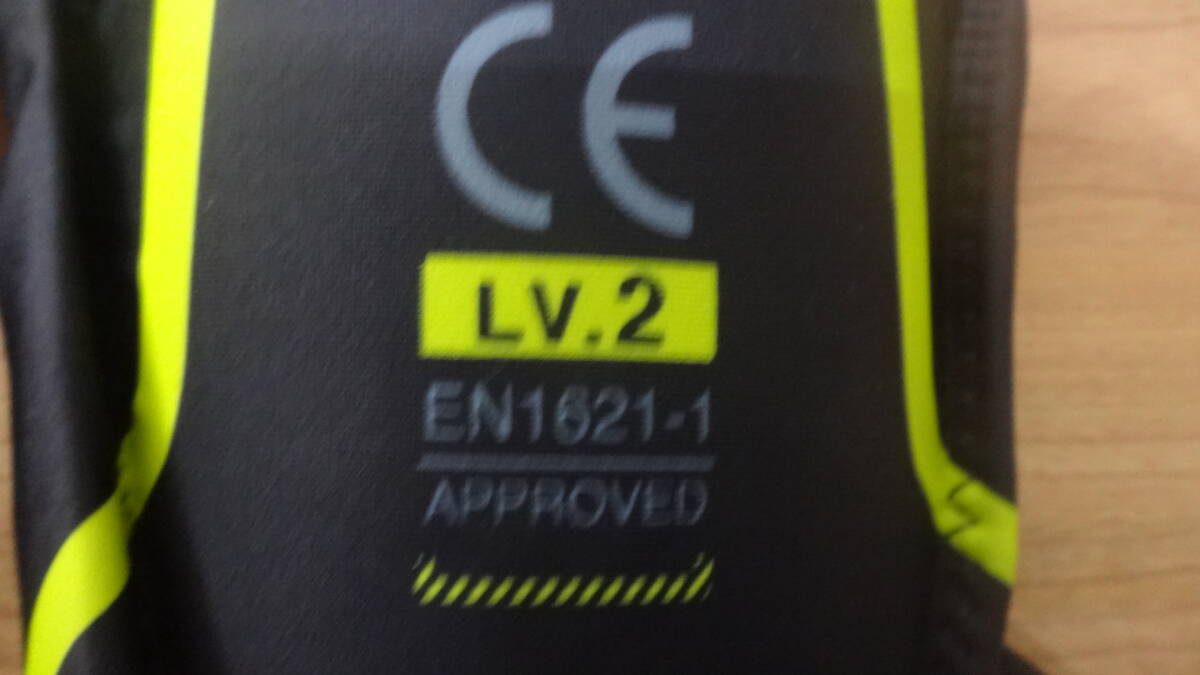 CE
LV.2
EN1621-1
APPROVED